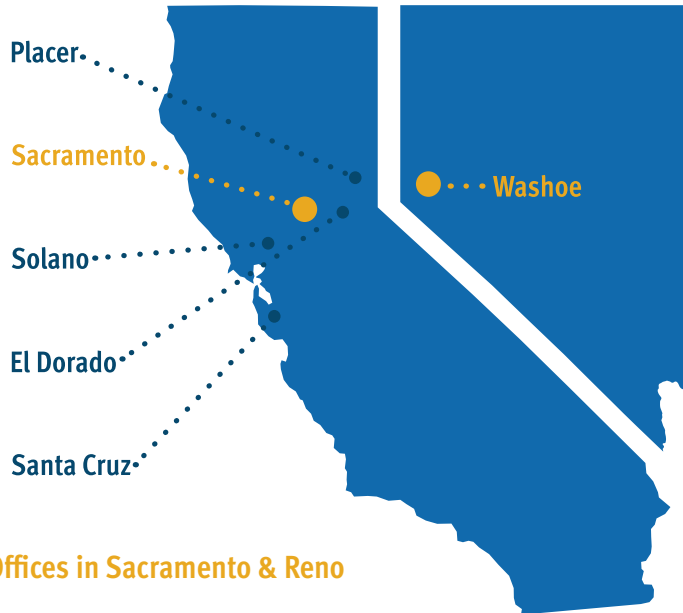 Placer
Sacramento
Washoe
Solano
El Dorado
Santa Cruz
Offices in Sacramento & Reno